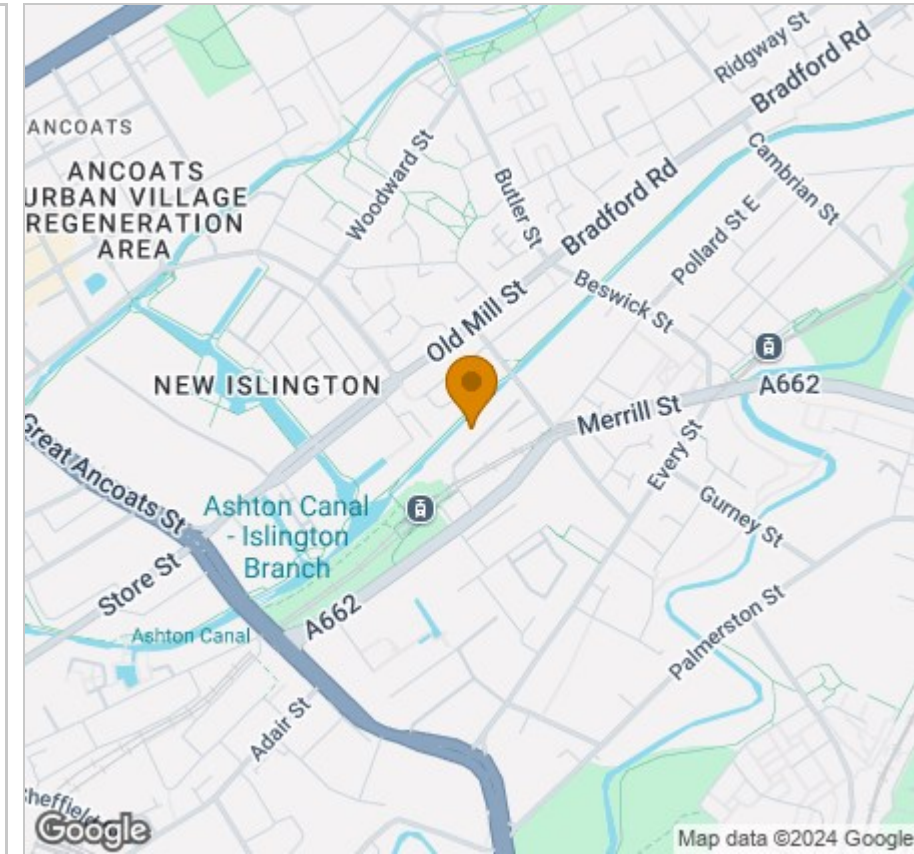 Ridgway St
Bradford Rd
ANCOATS
ANCOATS
URBAN VILLAGE
REGENERATION
AREA
Woodward St
Butler St
Bradford Rd
Cambrian St
Pollard St E
Beswick St
Old Mill St
NEW ISLINGTON
A662
Merrill St
Great Ancoats St
Every St
Ashton Canal
- Islington
Branch
Gurney St
Store St
A662
Palmerston St
Ashton Canal
Adair St
Sheffield
Google
Map data ©2024 Google